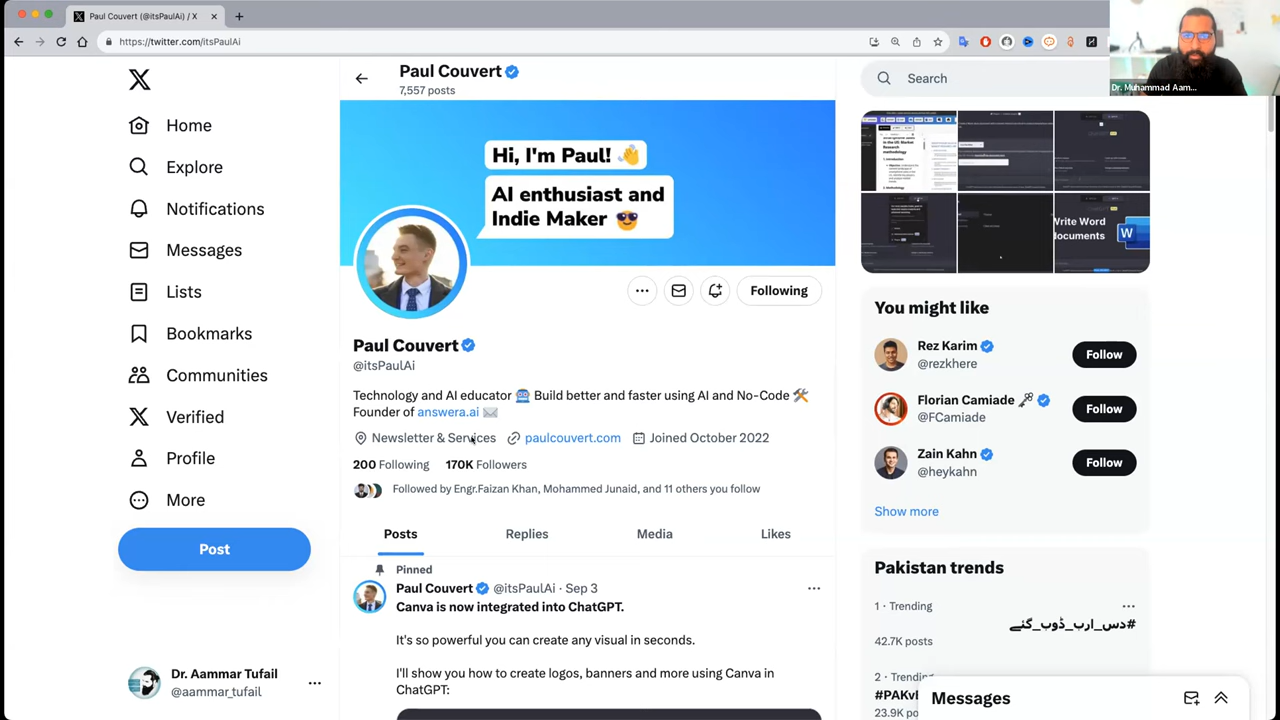 Paul Couvert (@itsPaulAi) / X
https://twitter.com/itsPaulAi
Dr. Muhammad Aam...
Home
Explore
Notifications
Messages
Lists
Bookmarks
Communities
Verified
Profile
More
Post
Dr. Aammar Tufail
@aammar_tufail
Paul Couvert
7,557 posts
Hi, I'm Paul! 👋
AI enthusiast and
Indie Maker 😎
Following
Paul Couvert
@itsPaulAi
Technology and AI educator 🤖 Build better and faster using AI and No-Code 🛠️
Founder of answera.ai ✉️
Newsletter & Services paulcouvert.com Joined October 2022
200 Following 170K Followers
Followed by Engr.Faizan Khan, Mohammed Junaid, and 11 others you follow
Posts Replies Media Likes
Pinned
Paul Couvert @itsPaulAi · Sep 3
Canva is now integrated into ChatGPT.
It's so powerful you can create any visual in seconds.
I'll show you how to create logos, banners and more using Canva in
ChatGPT:
Search
Write Word
documents
W
You might like
Rez Karim
@rezkhere
Follow
Florian Camiade 🗝️
@FCamiade
Follow
Zain Kahn
@heykahn
Follow
Show more
Pakistan trends
1 · Trending
#دس_ارب_ڈوب_گئے
42.7K posts
2 · Trending
23.9K
Messages